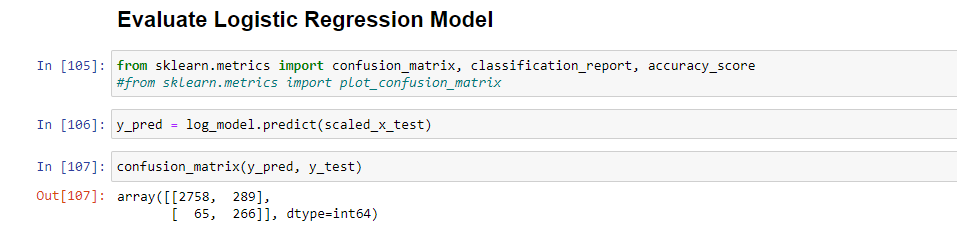 Evaluate Logistic Regression Model
In [105]: from sklearn.metrics import confusion_matrix, classification_report, accuracy_score
#from sklearn.metrics import plot_confusion_matrix
In [106]: y_pred = log_model.predict(scaled_x_test)
In [107]: confusion_matrix(y_pred, y_test)
Out[107]: array([[2758,  289],
       [  65,  266]], dtype=int64)